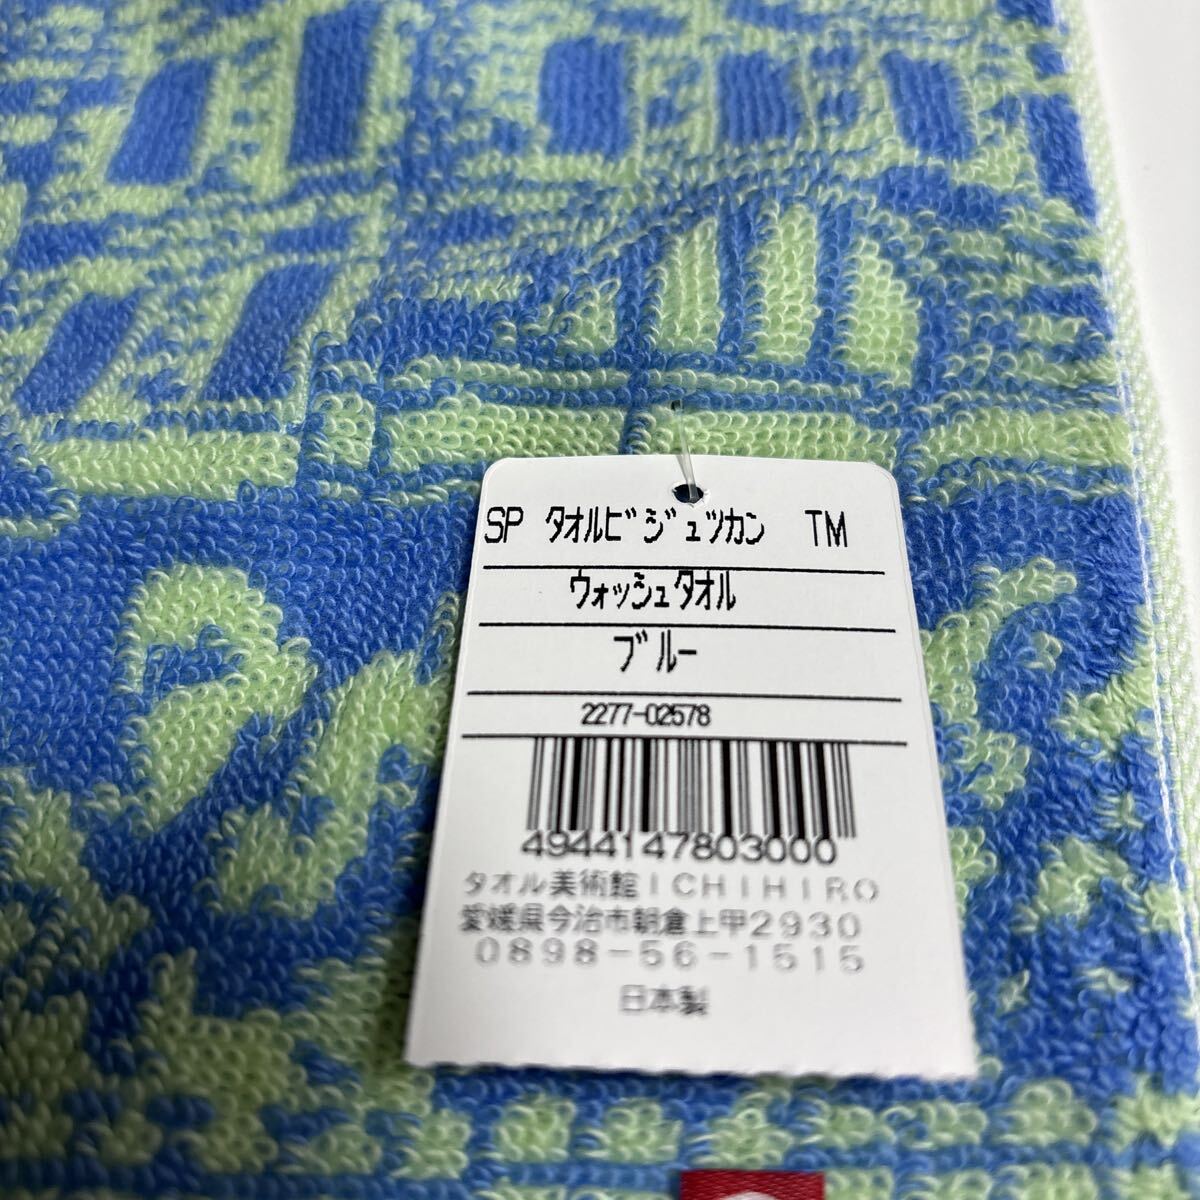 SP ﾀｵﾙﾋﾞｼﾞｭﾂｶﾝ TM
ｳｫｯｼｭﾀｵﾙ
ﾌﾞﾙｰ
2277-02578
4944147803000
タオル美術館ＩＣＨＩＨＩＲＯ
愛媛県今治市朝倉上甲２９３０
０８９８－５６－１５１５
日本製